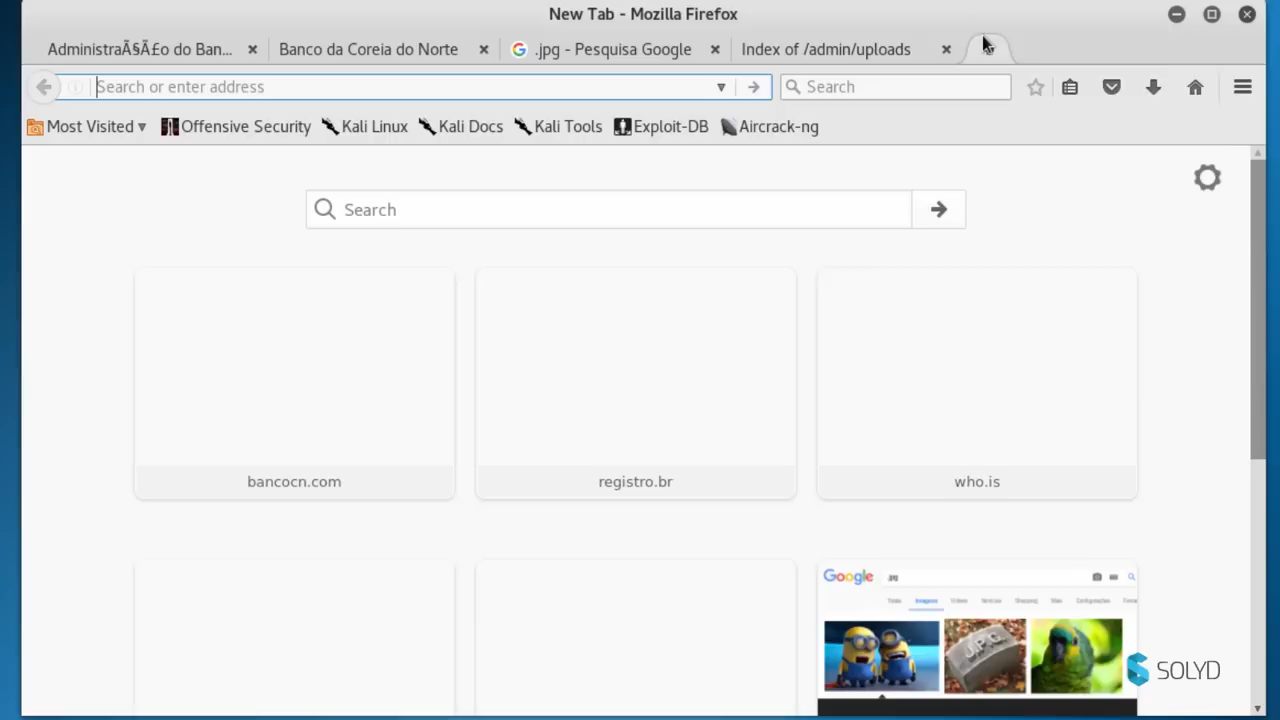 New Tab - Mozilla Firefox
AdministraÃ§Ã£o do Ban...
Banco da Coreia do Norte
.jpg - Pesquisa Google
Index of /admin/uploads
Search or enter address
Search
Most Visited
Offensive Security
Kali Linux
Kali Docs
Kali Tools
Exploit-DB
Aircrack-ng
Search
bancocn.com
registro.br
who.is
Google
.jpg
Imagens
J.P.G
SOLYD